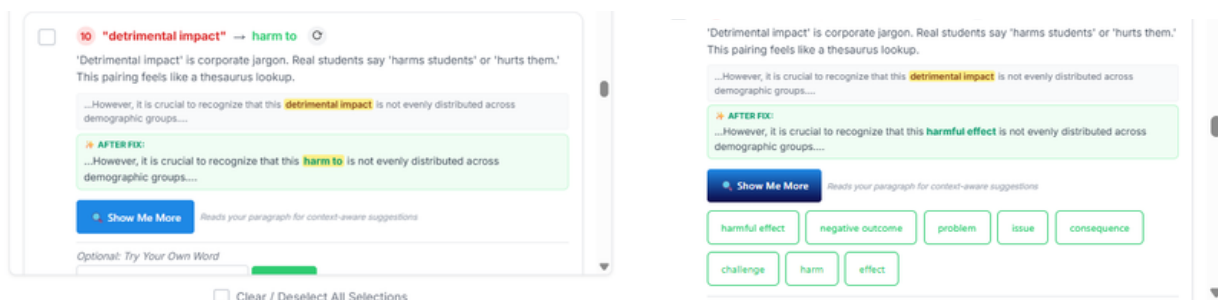 10 "detrimental impact" → harm to
'Detrimental impact' is corporate jargon. Real students say 'harms students' or 'hurts them.'
This pairing feels like a thesaurus lookup.
...However, it is crucial to recognize that this detrimental impact is not evenly distributed across
demographic groups....
AFTER FIX:
...However, it is crucial to recognize that this harm to is not evenly distributed across
demographic groups....
Show Me More Reads your paragraph for context-aware suggestions
Optional: Try Your Own Word
Clear / Deselect All Selections
'Detrimental impact' is corporate jargon. Real students say 'harms students' or 'hurts them.'
This pairing feels like a thesaurus lookup.
...However, it is crucial to recognize that this detrimental impact is not evenly distributed across
demographic groups....
AFTER FIX:
...However, it is crucial to recognize that this harmful effect is not evenly distributed across
demographic groups....
Show Me More Reads your paragraph for context-aware suggestions
harmful effect negative outcome problem issue consequence
challenge harm effect